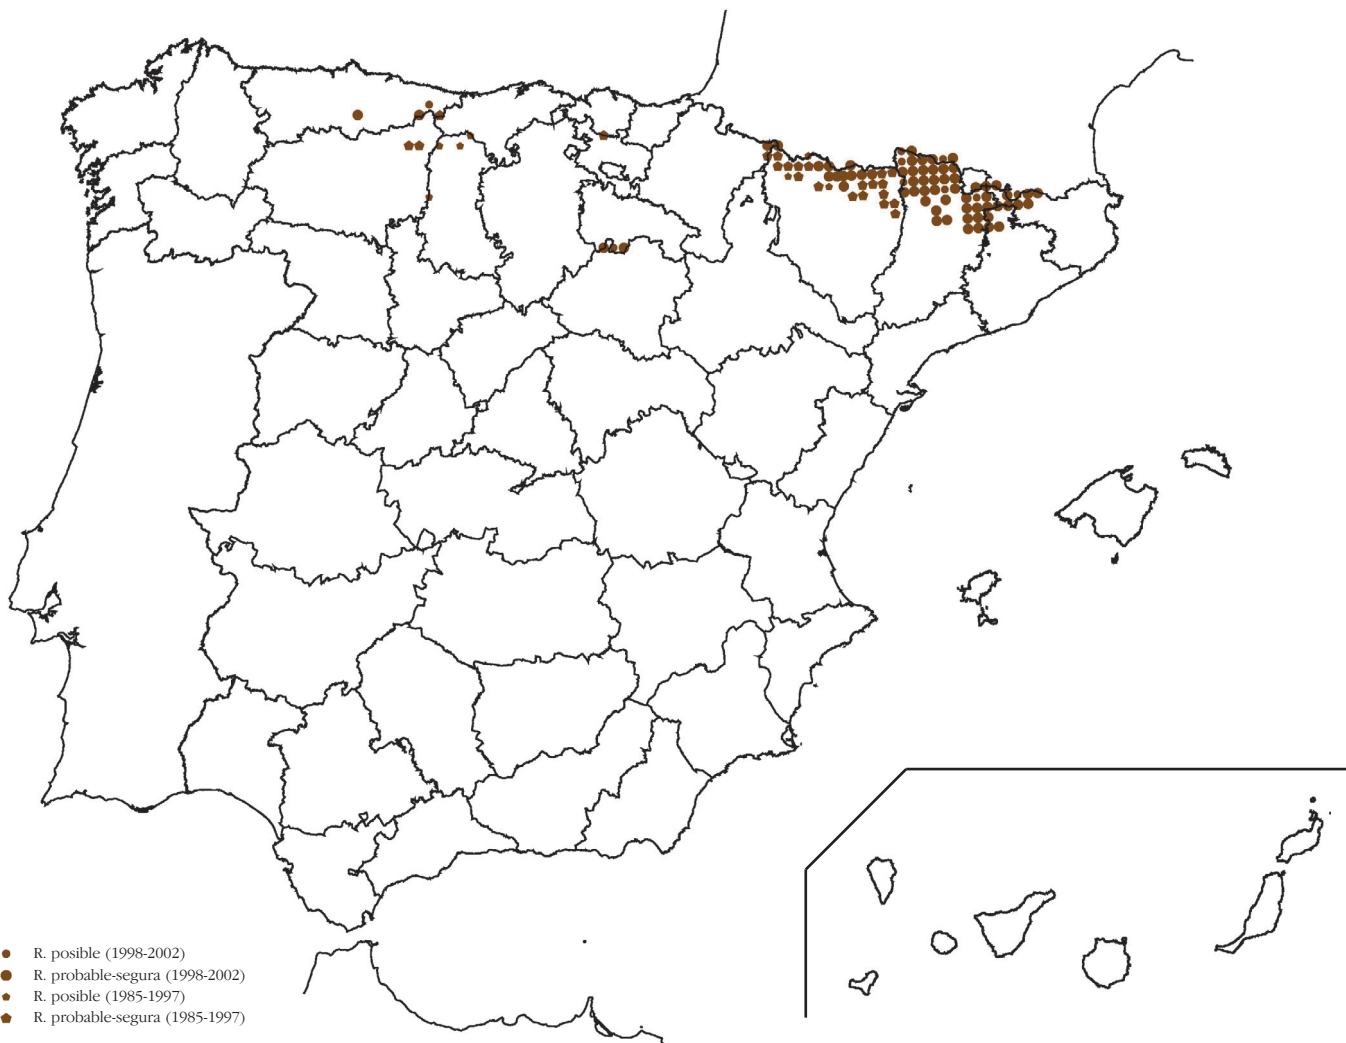 R. posible (1998-2002)
R. probable-segura (1998-2002)
R. posible (1985-1997)
R. probable-segura (1985-1997)